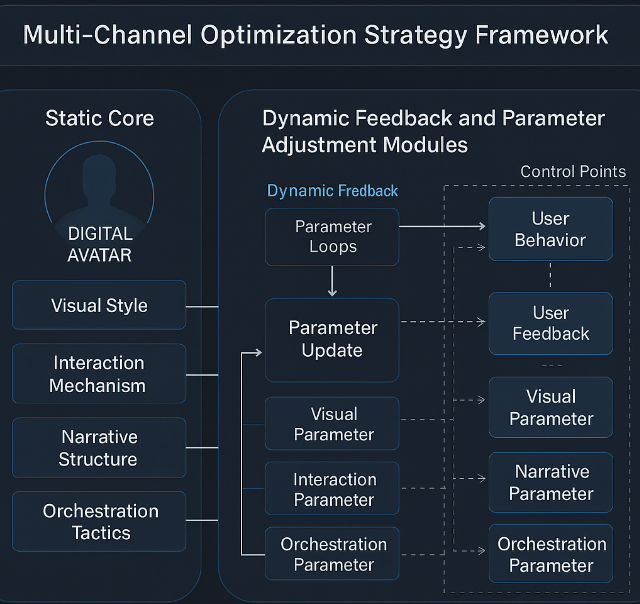 Multi-Channel Optimization Strategy Framework
Static Core
DIGITAL
AVATAR
Visual Style
Interaction
Mechanism
Narrative
Structure
Orchestration
Tactics
Dynamic Feedback and Parameter
Adjustment Modules
Dynamic Fredback
Parameter
Loops
Parameter
Update
Visual
Parameter
Interaction
Parameter
Orchestration
Parameter
Control Points
User
Behavior
User
Feedback
Visual
Parameter
Narrative
Parameter
Orchestration
Parameter